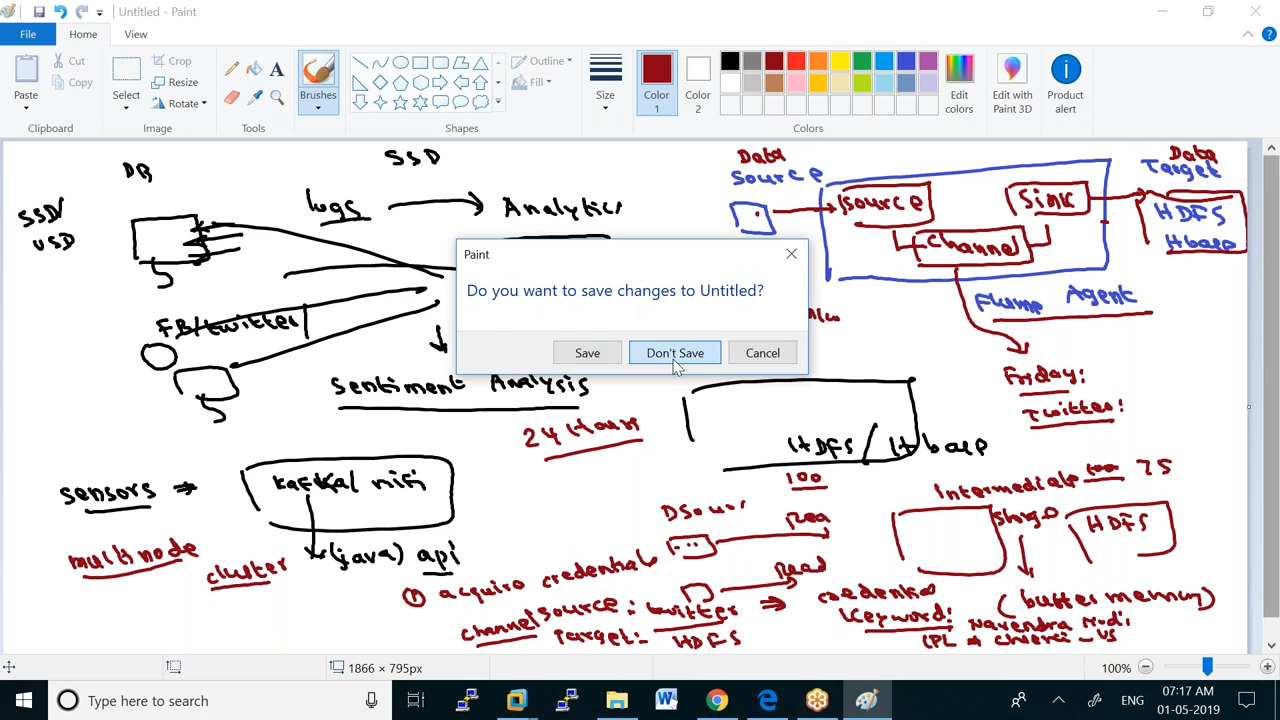 Untitled - Paint
File
Home
View
Paste
Cut
Copy
Clipboard
Select
Crop
Resize
Rotate
Image
Tools
Brushes
Shapes
Outline
Fill
Size
Color 1
Color 2
Colors
Edit colors
Edit with Paint 3D
Product alert
DB
SSD
SSD/
USD
logs
Analytics
FB/twitter
Sentiment Analysis
24 Hours
sensors
Kafka/ nifi
(java) api
multinode
cluster
Data
Source
source
Sink
channel
Flume Agent
Data
Target
HDFS
Hbase
Friday:
Twitter:
HDFS / Hbase
100
Intermediate 100 75
HDFS
read
① acquire credentials
channel source: twitter
Target:- HDFS
credential
Keyword:
(buffer memory)
Narendra Modi
IPL
Paint
Do you want to save changes to Untitled?
Save
Don't Save
Cancel
1866 × 795px
100%
Type here to search
ENG
07:17 AM
01-05-2019